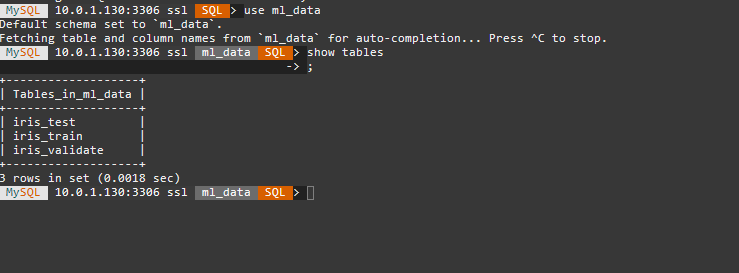 MySQL 10.0.1.130:3306 ssl SQL > use ml_data
Default schema set to `ml_data`.
Fetching table and column names from `ml_data` for auto-completion... Press ^C to stop.
MySQL 10.0.1.130:3306 ssl ml_data SQL > show tables
-> ;
+-------------------+
| Tables_in_ml_data |
+-------------------+
| iris_test         |
| iris_train        |
| iris_validate     |
+-------------------+
3 rows in set (0.0018 sec)
MySQL 10.0.1.130:3306 ssl ml_data SQL >